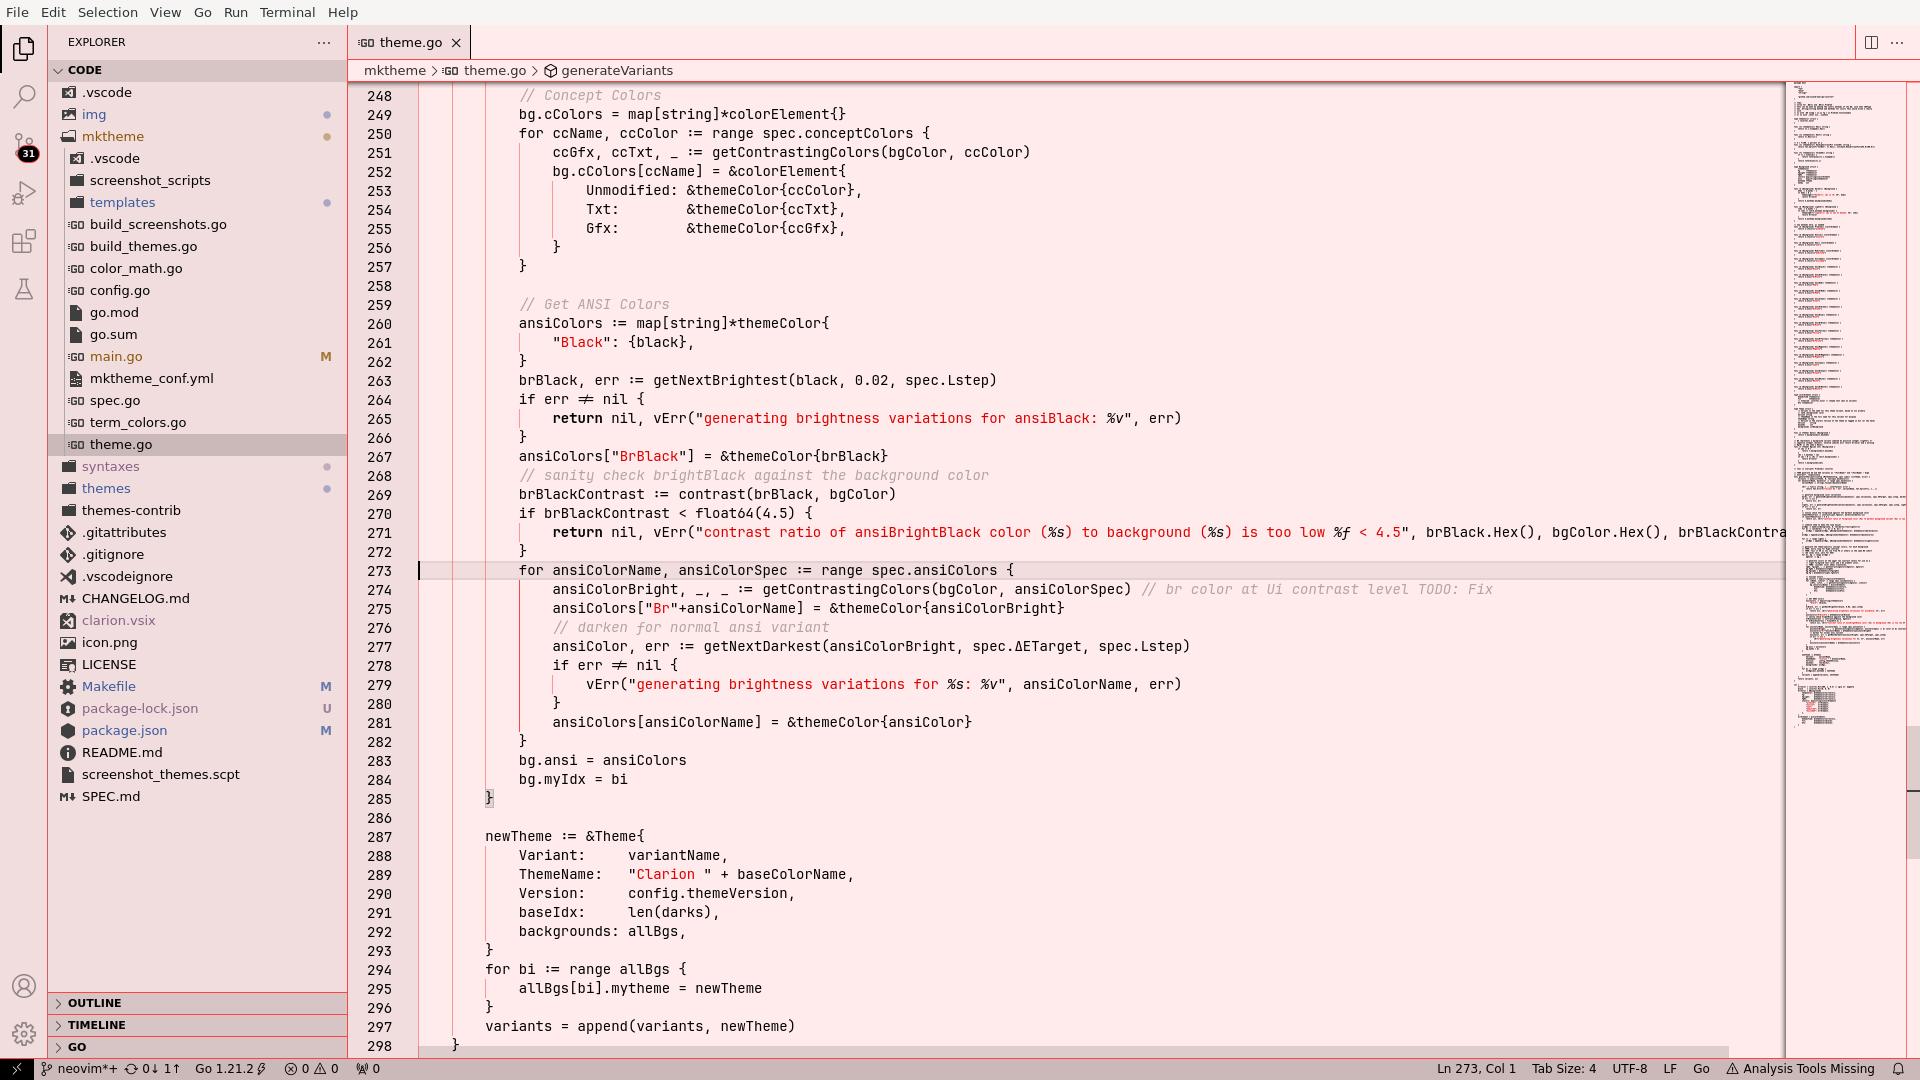 File Edit Selection View Go Run Terminal Help
EXPLORER
theme.go
CODE
mktheme > theme.go > generateVariants
31
.vscode
img
mktheme
.vscode
screenshot_scripts
templates
build_screenshots.go
build_themes.go
color_math.go
config.go
go.mod
go.sum
main.go M
mktheme_conf.yml
spec.go
term_colors.go
theme.go
syntaxes
themes
themes-contrib
.gitattributes
.gitignore
.vscodeignore
CHANGELOG.md
clarion.vsix
icon.png
LICENSE
Makefile M
package-lock.json U
package.json M
README.md
screenshot_themes.scpt
SPEC.md
OUTLINE
TIMELINE
GO
248 // Concept Colors
249 bg.cColors = map[string]*colorElement{}
250 for ccName, ccColor := range spec.conceptColors {
251 ccGfx, ccTxt, _ := getContrastingColors(bgColor, ccColor)
252 bg.cColors[ccName] = &colorElement{
253 Unmodified: &themeColor{ccColor},
254 Txt: &themeColor{ccTxt},
255 Gfx: &themeColor{ccGfx},
256 }
257 }
258
259 // Get ANSI Colors
260 ansiColors := map[string]*themeColor{
261 "Black": {black},
262 }
263 brBlack, err := getNextBrightest(black, 0.02, spec.Lstep)
264 if err != nil {
265 return nil, vErr("generating brightness variations for ansiBlack: %v", err)
266 }
267 ansiColors["BrBlack"] = &themeColor{brBlack}
268 // sanity check brightBlack against the background color
269 brBlackContrast := contrast(brBlack, bgColor)
270 if brBlackContrast < float64(4.5) {
271 return nil, vErr("contrast ratio of ansiBrightBlack color (%s) to background (%s) is too low %f < 4.5", brBlack.Hex(), bgColor.Hex(), brBlackContra
272 }
273 for ansiColorName, ansiColorSpec := range spec.ansiColors {
274 ansiColorBright, _, _ := getContrastingColors(bgColor, ansiColorSpec) // br color at Ui contrast level TODO: Fix
275 ansiColors["Br"+ansiColorName] = &themeColor{ansiColorBright}
276 // darken for normal ansi variant
277 ansiColor, err := getNextDarkest(ansiColorBright, spec.ΔETarget, spec.Lstep)
278 if err != nil {
279 vErr("generating brightness variations for %s: %v", ansiColorName, err)
280 }
281 ansiColors[ansiColorName] = &themeColor{ansiColor}
282 }
283 bg.ansi = ansiColors
284 bg.myIdx = bi
285 }
286
287 newTheme := &Theme{
288 Variant: variantName,
289 ThemeName: "Clarion " + baseColorName,
290 Version: config.themeVersion,
291 baseIdx: len(darks),
292 backgrounds: allBgs,
293 }
294 for bi := range allBgs {
295 allBgs[bi].mytheme = newTheme
296 }
297 variants = append(variants, newTheme)
298 }
neovim*+ 0↓ 1↑ Go 1.21.2 0 0 0 Ln 273, Col 1 Tab Size: 4 UTF-8 LF Go Analysis Tools Missing